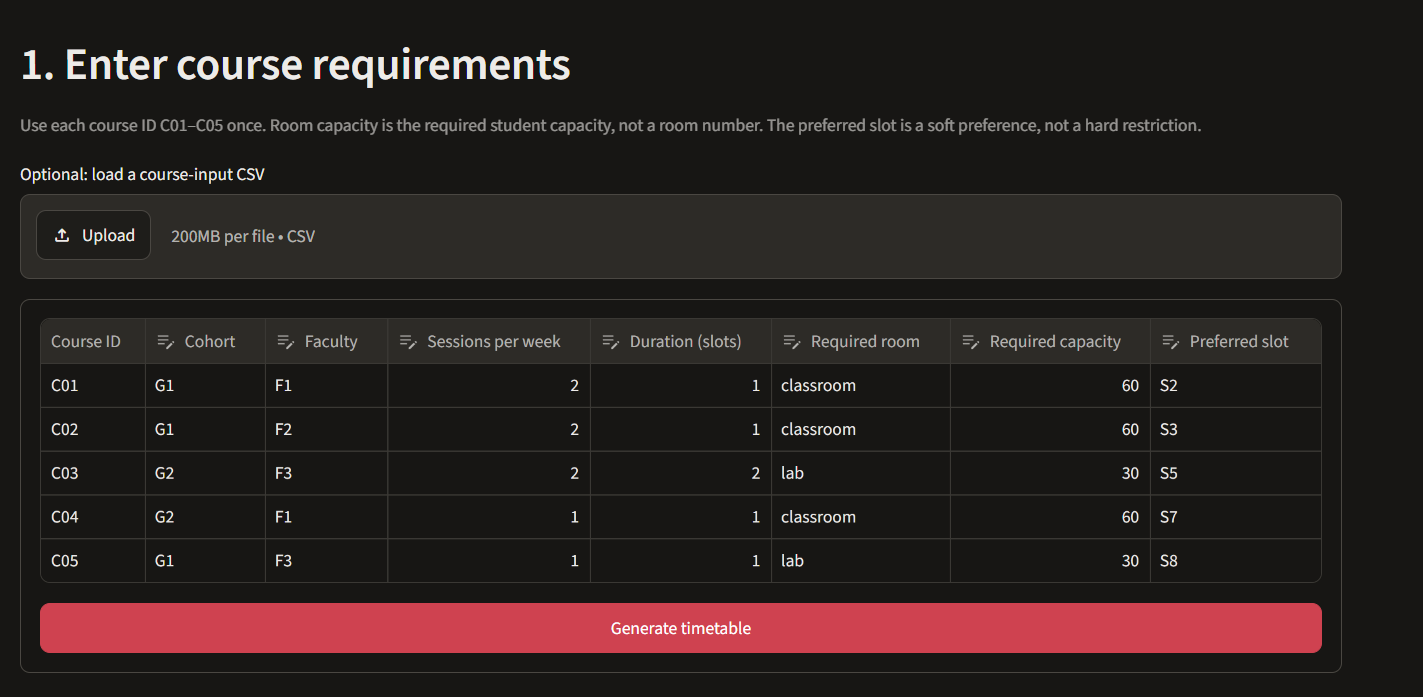 1. Enter course requirements
Use each course ID C01–C05 once. Room capacity is the required student capacity, not a room number. The preferred slot is a soft preference, not a hard restriction.
Optional: load a course-input CSV
Upload 200MB per file • CSV
Course ID Cohort Faculty Sessions per week Duration (slots) Required room Required capacity Preferred slot
C01 G1 F1 2 1 classroom 60 S2
C02 G1 F2 2 1 classroom 60 S3
C03 G2 F3 2 2 lab 30 S5
C04 G2 F1 1 1 classroom 60 S7
C05 G1 F3 1 1 lab 30 S8
Generate timetable